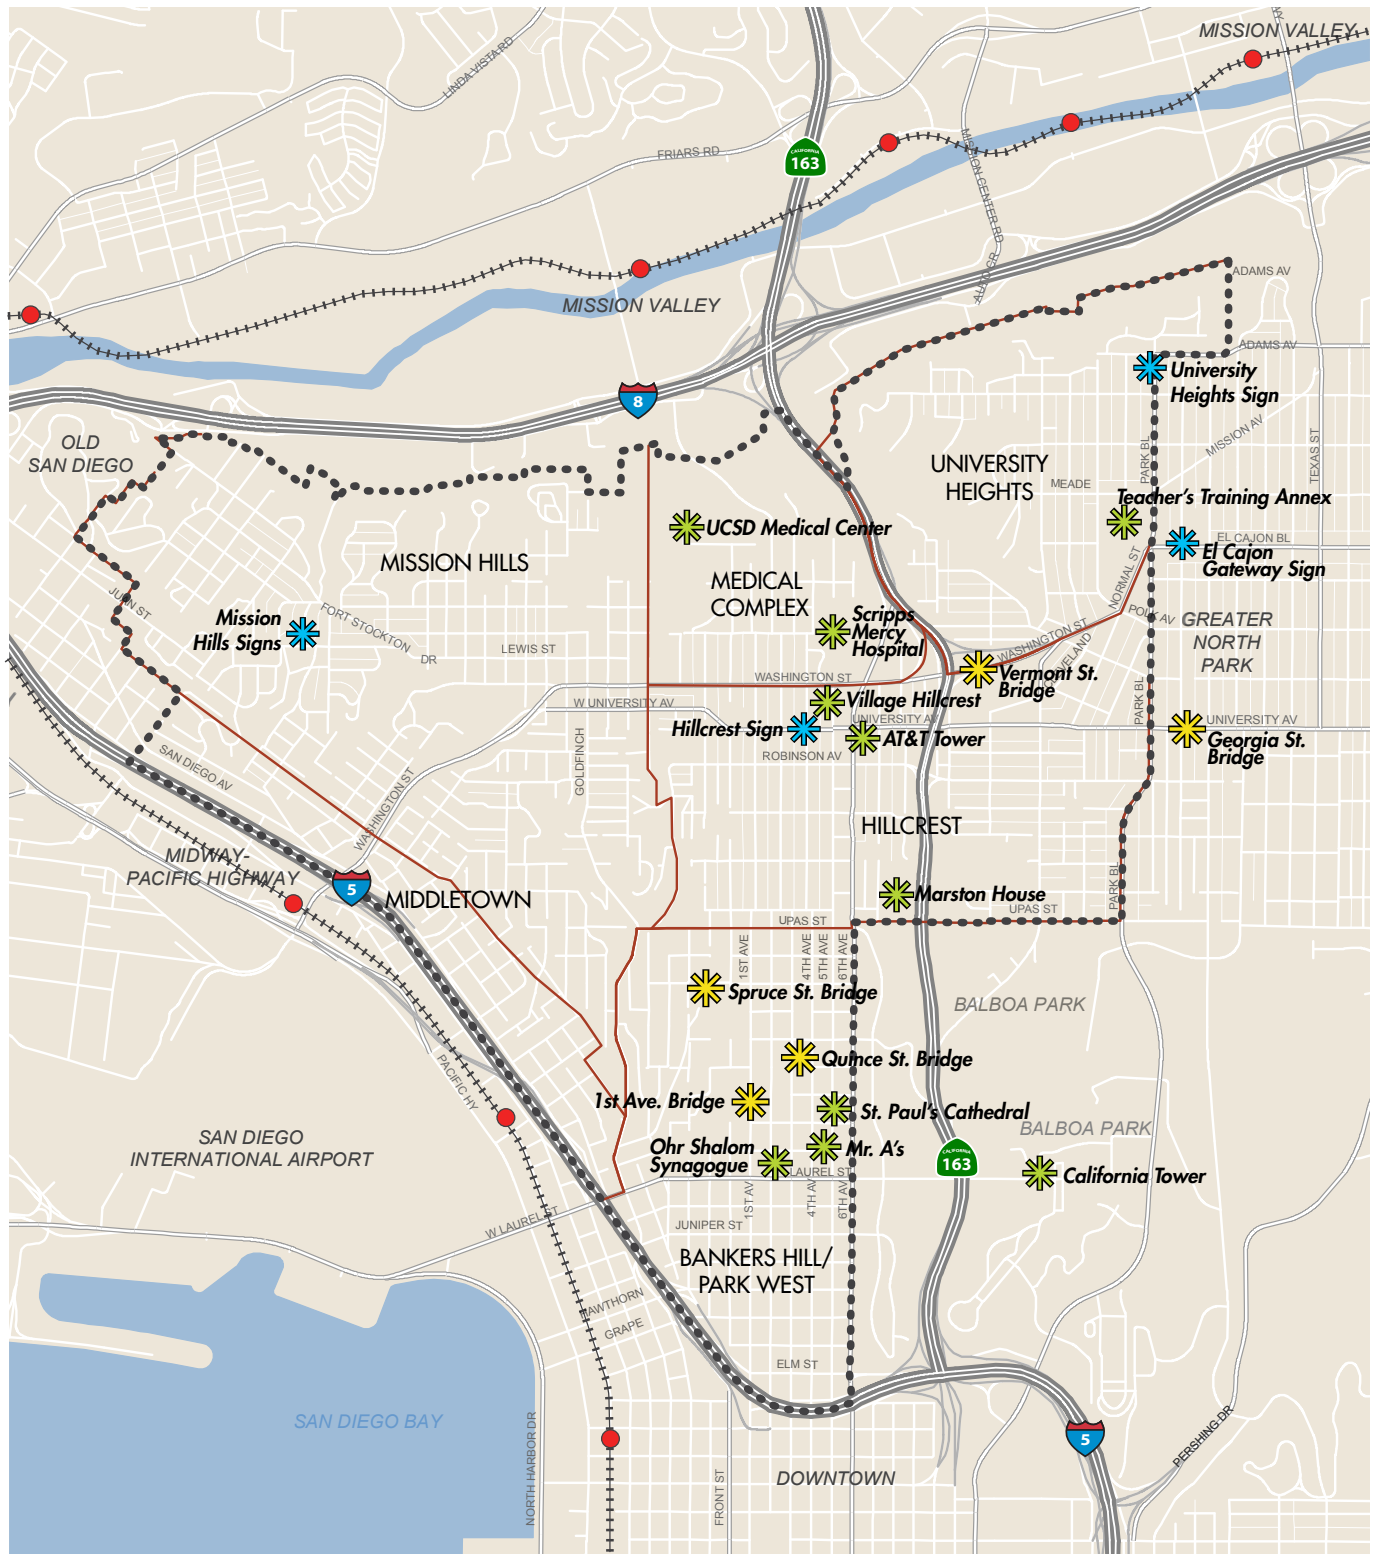 MISSION VALLEY
LINDA VISTA RD
FRIARS RD
CALIFORNIA
163
MISSION CENTER RD
AUTO CR
ADAMS AV
MISSION VALLEY
ADAMS AV
8
University
Heights Sign
MISSION AV
TEXAS ST
PARK BL
OLD
SAN DIEGO
UNIVERSITY
HEIGHTS
MEADE
Teacher's Training Annex
UCSD Medical Center
EL CAJON BL
El Cajon
Gateway Sign
NORMAL ST
MISSION HILLS
MEDICAL
COMPLEX
JUAN ST
Mission
Hills Signs
FORT STOCKTON
DR
LEWIS ST
Scripps
Mercy
Hospital
POLK AV
GREATER
NORTH
PARK
WASHINGTON ST
CLEVELAND
WASHINGTON ST
Vermont St.
Bridge
W UNIVERSITY AV
Village Hillcrest
PARK BL
Hillcrest Sign
UNIVERSITY AV
UNIVERSITY AV
AT&T Tower
Georgia St.
Bridge
ROBINSON AV
GOLDFINCH
SAN DIEGO AV
WASHINGTON ST
HILLCREST
MIDWAY-
PACIFIC HIGHWAY
5
MIDDLETOWN
Marston House
PARK BL
UPAS ST
UPAS ST
1ST AVE
4TH AVE
5TH AVE
6TH AVE
Spruce St. Bridge
BALBOA PARK
Quince St. Bridge
PACIFIC HY
1st Ave. Bridge
St. Paul's Cathedral
BALBOA PARK
SAN DIEGO
INTERNATIONAL AIRPORT
Ohr Shalom
Synagogue
Mr. A's
CALIFORNIA
163
California Tower
LAUREL ST
1ST AV
4TH AV
6TH AV
W LAUREL ST
JUNIPER ST
BANKERS HILL/
PARK WEST
HAWTHORN
GRAPE
ELM ST
SAN DIEGO BAY
NORTH HARBOR DR
FRONT ST
DOWNTOWN
5
PERSHING DR